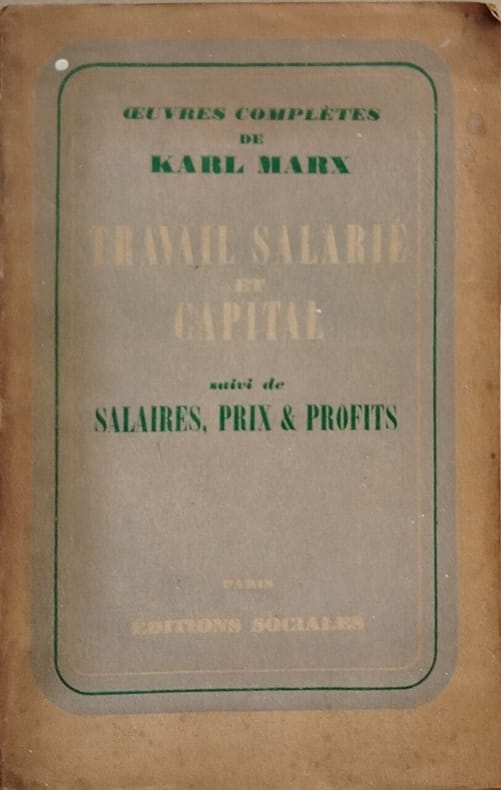 ŒUVRES COMPLÈTES
DE
KARL MARX
TRAVAIL SALARIÉ
ET
CAPITAL
suivi de
SALAIRES, PRIX & PROFITS
PARIS
ÉDITIONS SOCIALES